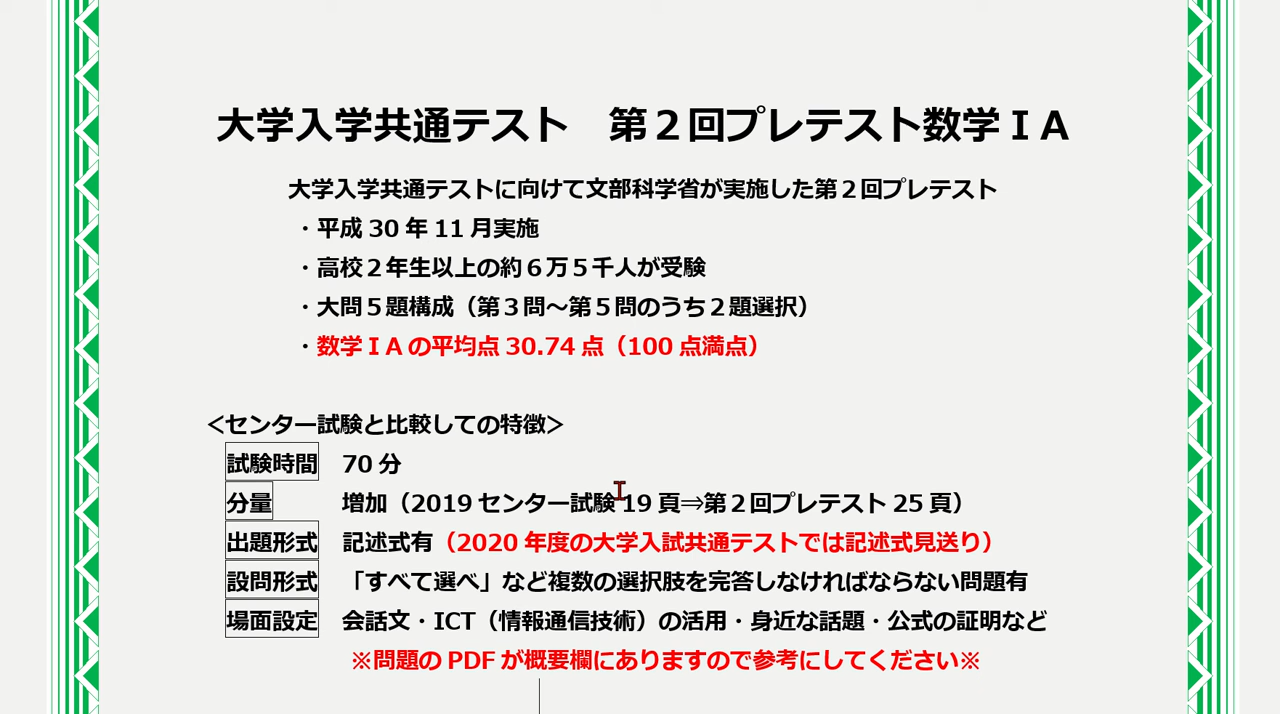 大学入学共通テスト　第２回プレテスト数学ⅠＡ
大学入学共通テストに向けて文部科学省が実施した第２回プレテスト
・平成 30 年 11 月実施
・高校２年生以上の約６万５千人が受験
・大問５題構成（第３問～第５問のうち２題選択）
・数学ⅠＡの平均点 30.74 点（100 点満点）
＜センター試験と比較しての特徴＞
試験時間　70 分
分量　増加（2019 センター試験 19 頁⇒第２回プレテスト 25 頁）
出題形式　記述式有（2020 年度の大学入試共通テストでは記述式見送り）
設問形式　「すべて選べ」など複数の選択肢を完答しなければならない問題有
場面設定　会話文・ICT（情報通信技術）の活用・身近な話題・公式の証明など
※問題の PDF が概要欄にありますので参考にしてください※